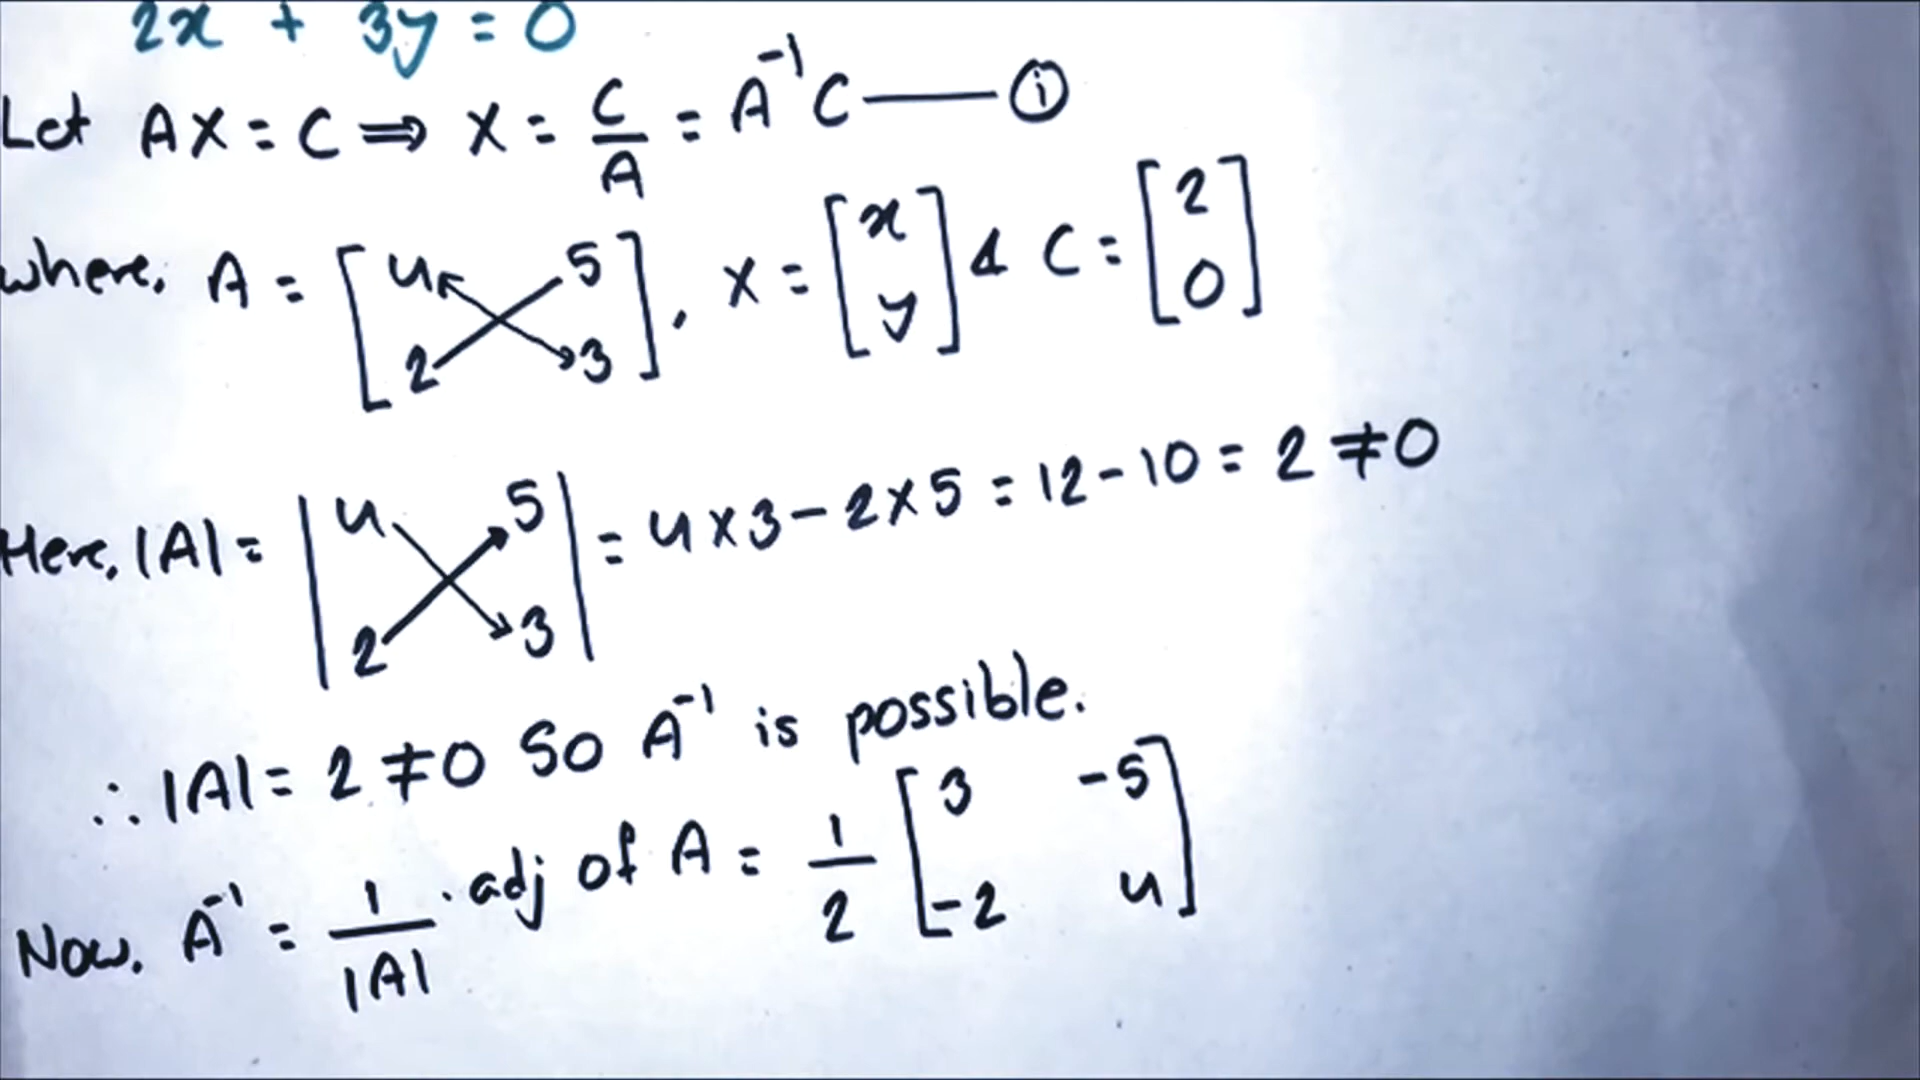 2x + 3y = 0
Let AX = C ⟹ X = C/A = A⁻¹C —— ⓘ
where, A = [4 5; 2 3], X = [x; y] & C = [2; 0]
Here, |A| = |4 5; 2 3| = 4×3 - 2×5 = 12 - 10 = 2 ≠ 0
∴ |A| = 2 ≠ 0 So A⁻¹ is possible.
Now, A⁻¹ = 1/|A| · adj of A = 1/2 [3 -5; -2 4]